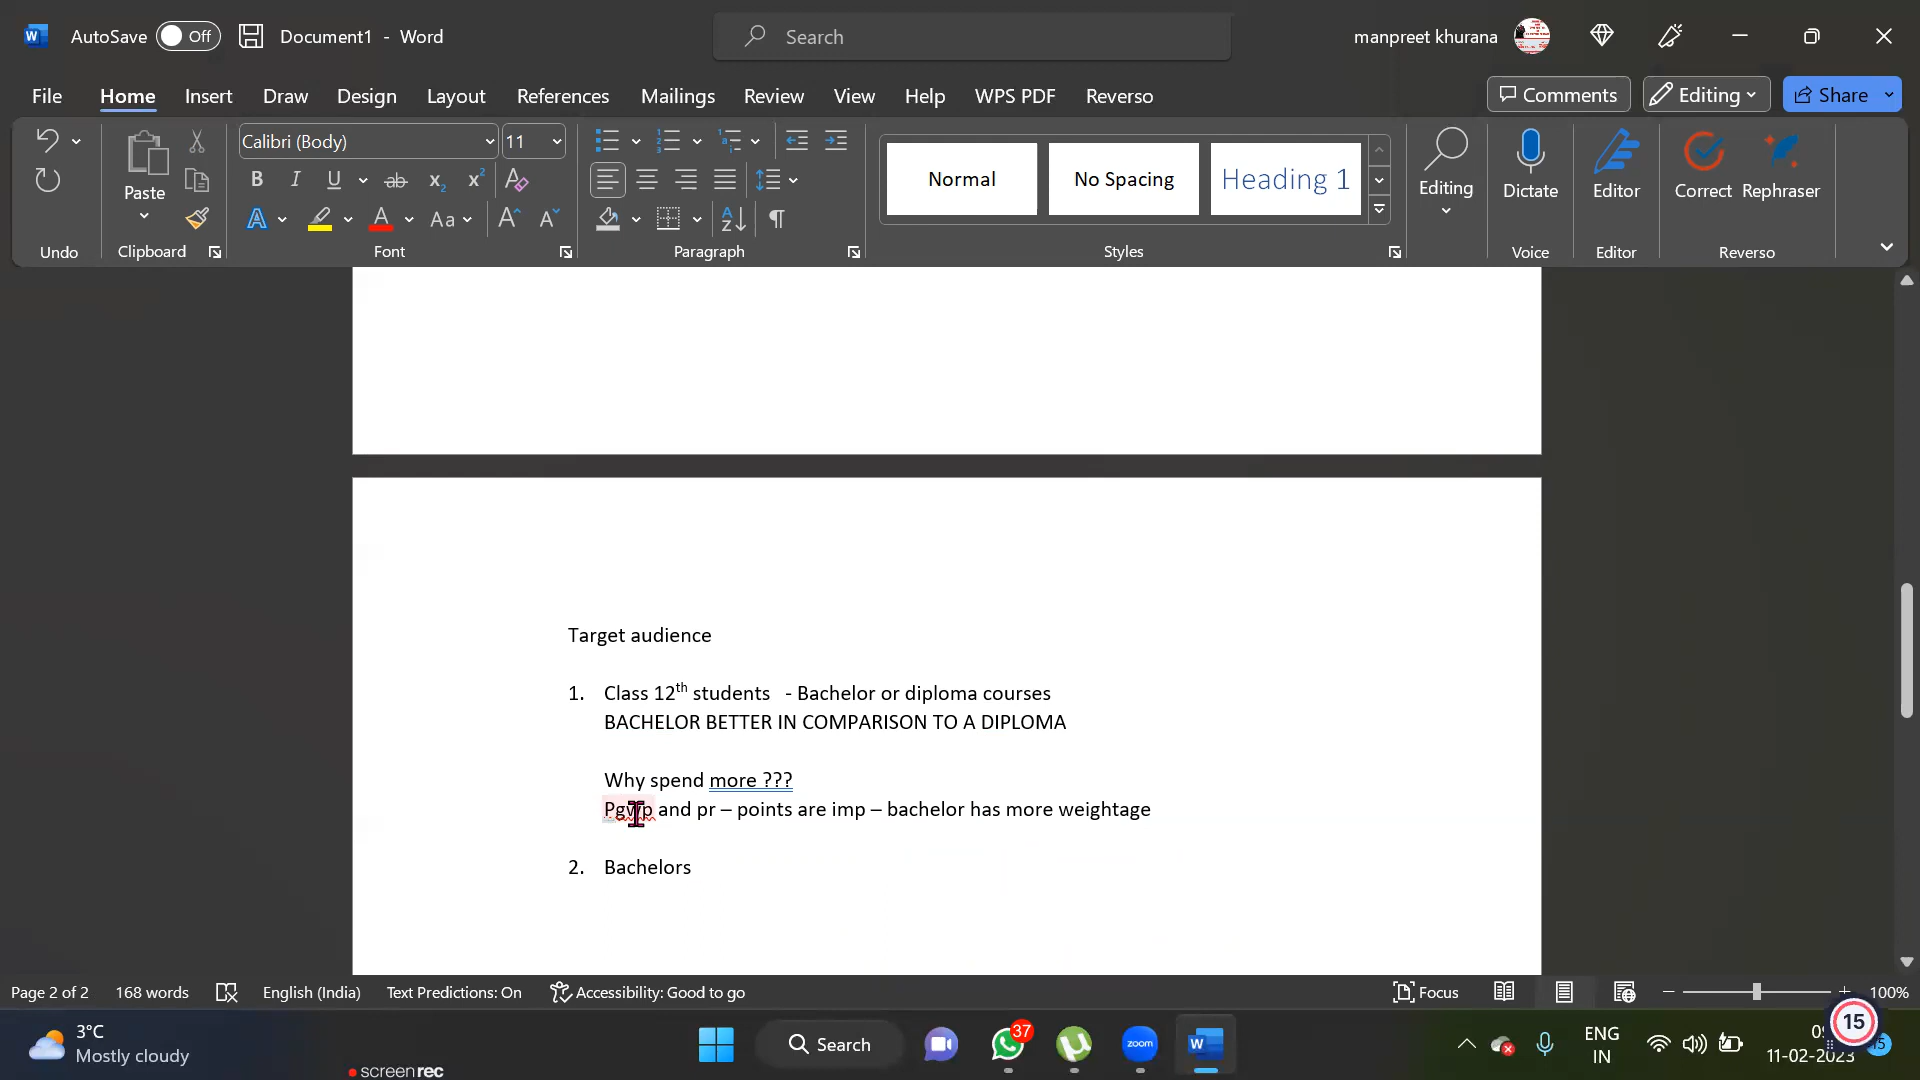 AutoSave Off Document1 - Word Search manpreet khurana
File Home Insert Draw Design Layout References Mailings Review View Help WPS PDF Reverso Comments Editing Share
Calibri (Body) 11
Paste
Normal No Spacing Heading 1
Editing Dictate Editor Correct Rephraser
Undo Clipboard Font Paragraph Styles Voice Editor Reverso
Target audience
1. Class 12th students - Bachelor or diploma courses
BACHELOR BETTER IN COMPARISON TO A DIPLOMA
Why spend more ???
Pgwp and pr – points are imp – bachelor has more weightage
2. Bachelors
Page 2 of 2 168 words English (India) Text Predictions: On Accessibility: Good to go Focus 100%
3°C
Mostly cloudy
Search 37 zoom
ENG
IN
11-02-2023
15
screenrec